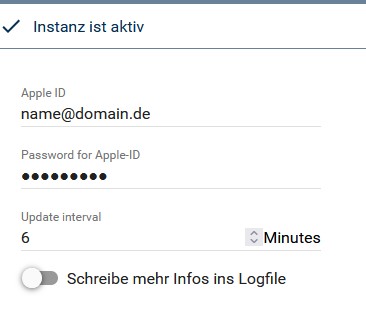 Instanz ist aktiv
Apple ID
name@domain.de
Password for Apple-ID
●●●●●●●●●
Update interval
6 Minutes
Schreibe mehr Infos ins Logfile